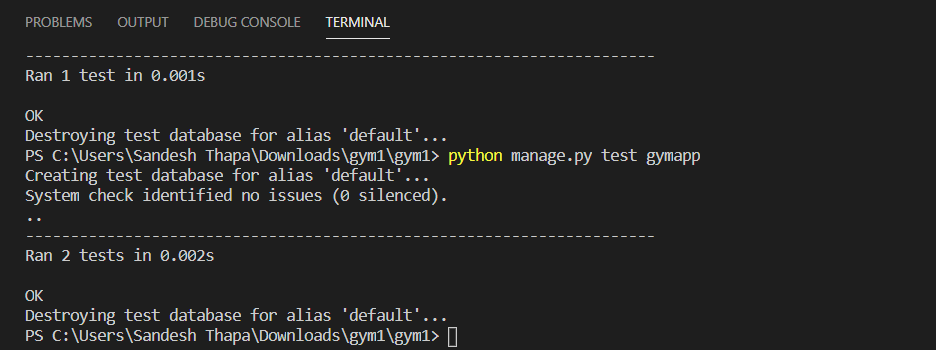 PROBLEMS OUTPUT DEBUG CONSOLE TERMINAL
----------------------------------------------------------------------
Ran 1 test in 0.001s
OK
Destroying test database for alias 'default'...
PS C:\Users\Sandesh Thapa\Downloads\gym1\gym1> python manage.py test gymapp
Creating test database for alias 'default'...
System check identified no issues (0 silenced).
..
----------------------------------------------------------------------
Ran 2 tests in 0.002s
OK
Destroying test database for alias 'default'...
PS C:\Users\Sandesh Thapa\Downloads\gym1\gym1>